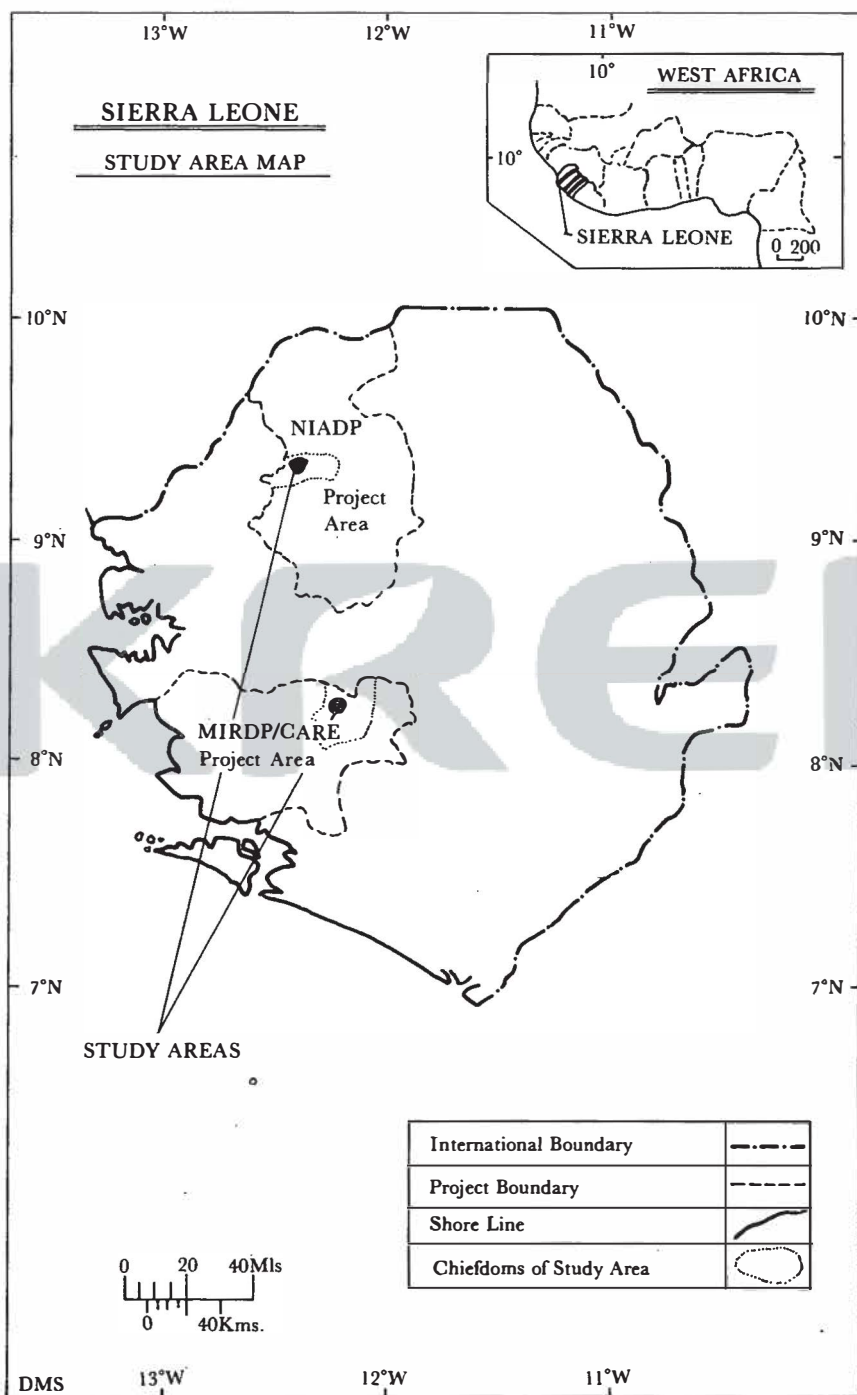 13°W 12°W 11°W
SIERRA LEONE
STUDY AREA MAP
10°
WEST AFRICA
10°
SIERRA LEONE
0 200
10°N 10°N
NIADP
Project
Area
9°N 9°N
KRE
MIRDP/CARE
Project Area
8°N 8°N
7°N 7°N
STUDY AREAS
International Boundary
Project Boundary
Shore Line
Chiefdoms of Study Area
0 20 40Mls
0 40Kms.
DMS
13°W 12°W 11°W